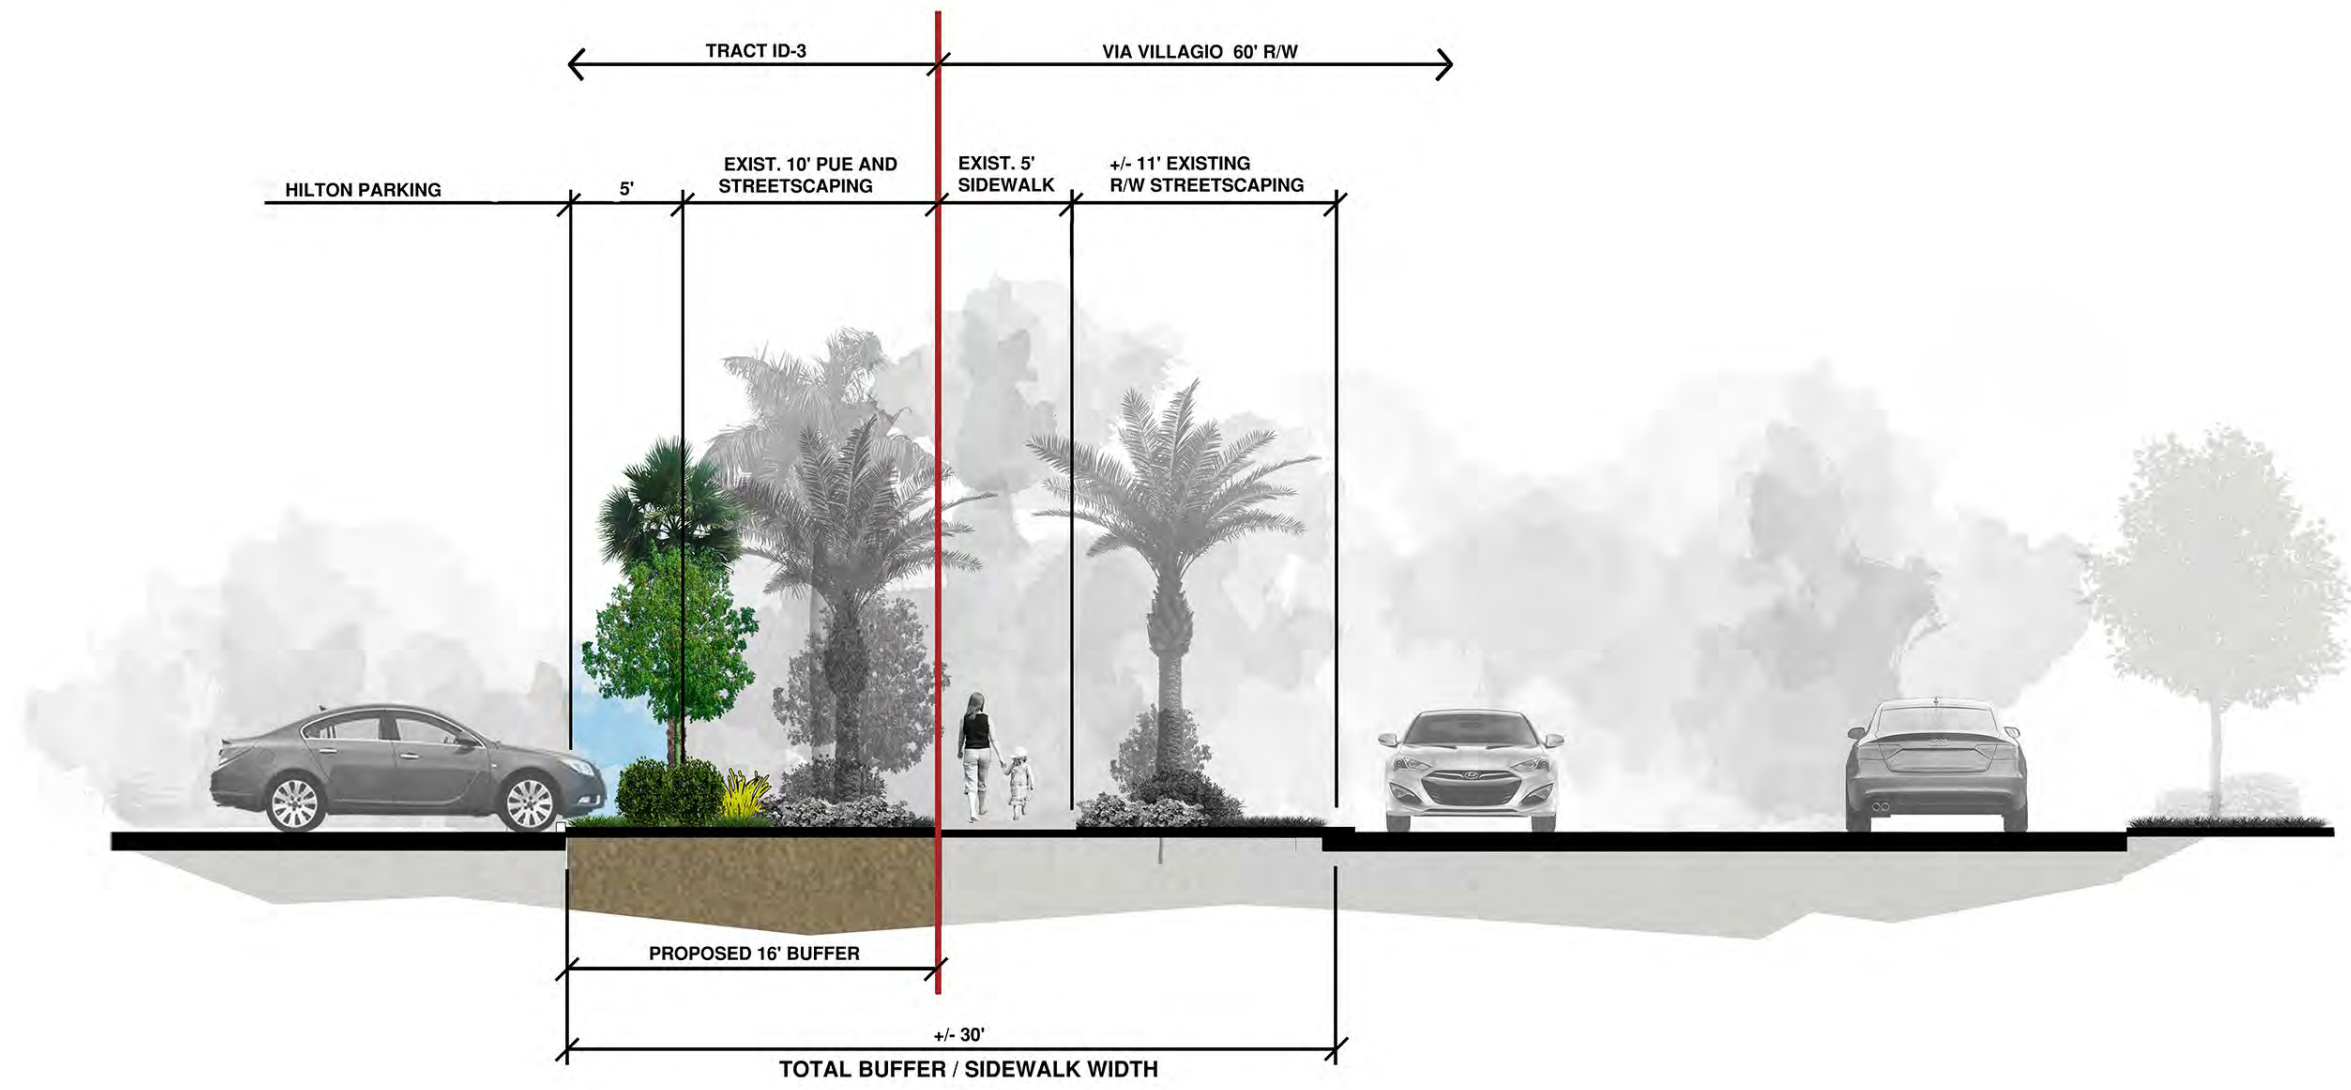 TRACT ID-3
VIA VILLAGIO 60' R/W
HILTON PARKING
5'
EXIST. 10' PUE AND
STREETSCAPING
EXIST. 5'
SIDEWALK
+/- 11' EXISTING
R/W STREETSCAPING
PROPOSED 16' BUFFER
+/- 30'
TOTAL BUFFER / SIDEWALK WIDTH